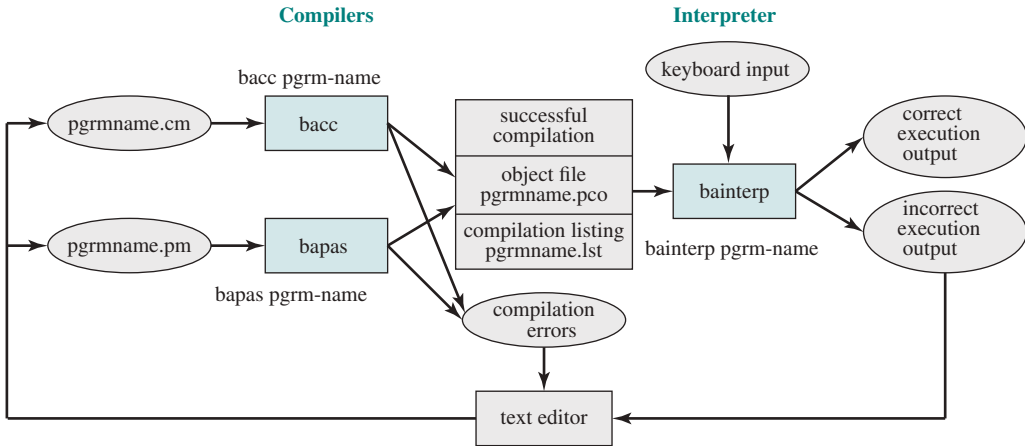 Compilers
Interpreter
bacc pgrm-name
keyboard input
pgrmname.cm
bacc
successful
compilation
correct
execution
output
object file
pgrmname.pco
bainterp
pgrmname.pm
bapas
compilation listing
pgrmname.lst
incorrect
execution
output
bainterp pgrm-name
bapas pgrm-name
compilation
errors
text editor